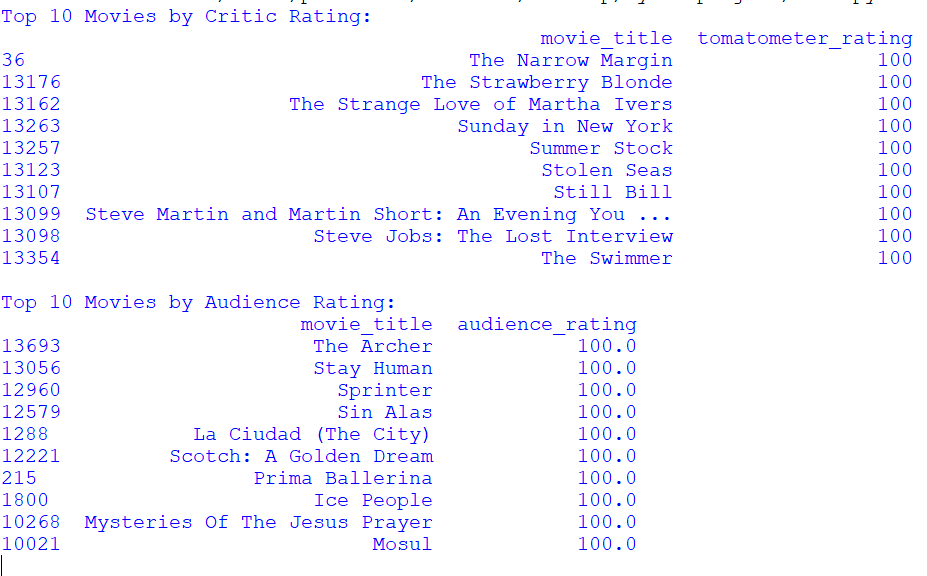 Top 10 Movies by Critic Rating:
movie_title tomatometer_rating
36 The Narrow Margin 100
13176 The Strawberry Blonde 100
13162 The Strange Love of Martha Ivers 100
13263 Sunday in New York 100
13257 Summer Stock 100
13123 Stolen Seas 100
13107 Still Bill 100
13099 Steve Martin and Martin Short: An Evening You ... 100
13098 Steve Jobs: The Lost Interview 100
13354 The Swimmer 100
Top 10 Movies by Audience Rating:
movie_title audience_rating
13693 The Archer 100.0
13056 Stay Human 100.0
12960 Sprinter 100.0
12579 Sin Alas 100.0
1288 La Ciudad (The City) 100.0
12221 Scotch: A Golden Dream 100.0
215 Prima Ballerina 100.0
1800 Ice People 100.0
10268 Mysteries Of The Jesus Prayer 100.0
10021 Mosul 100.0